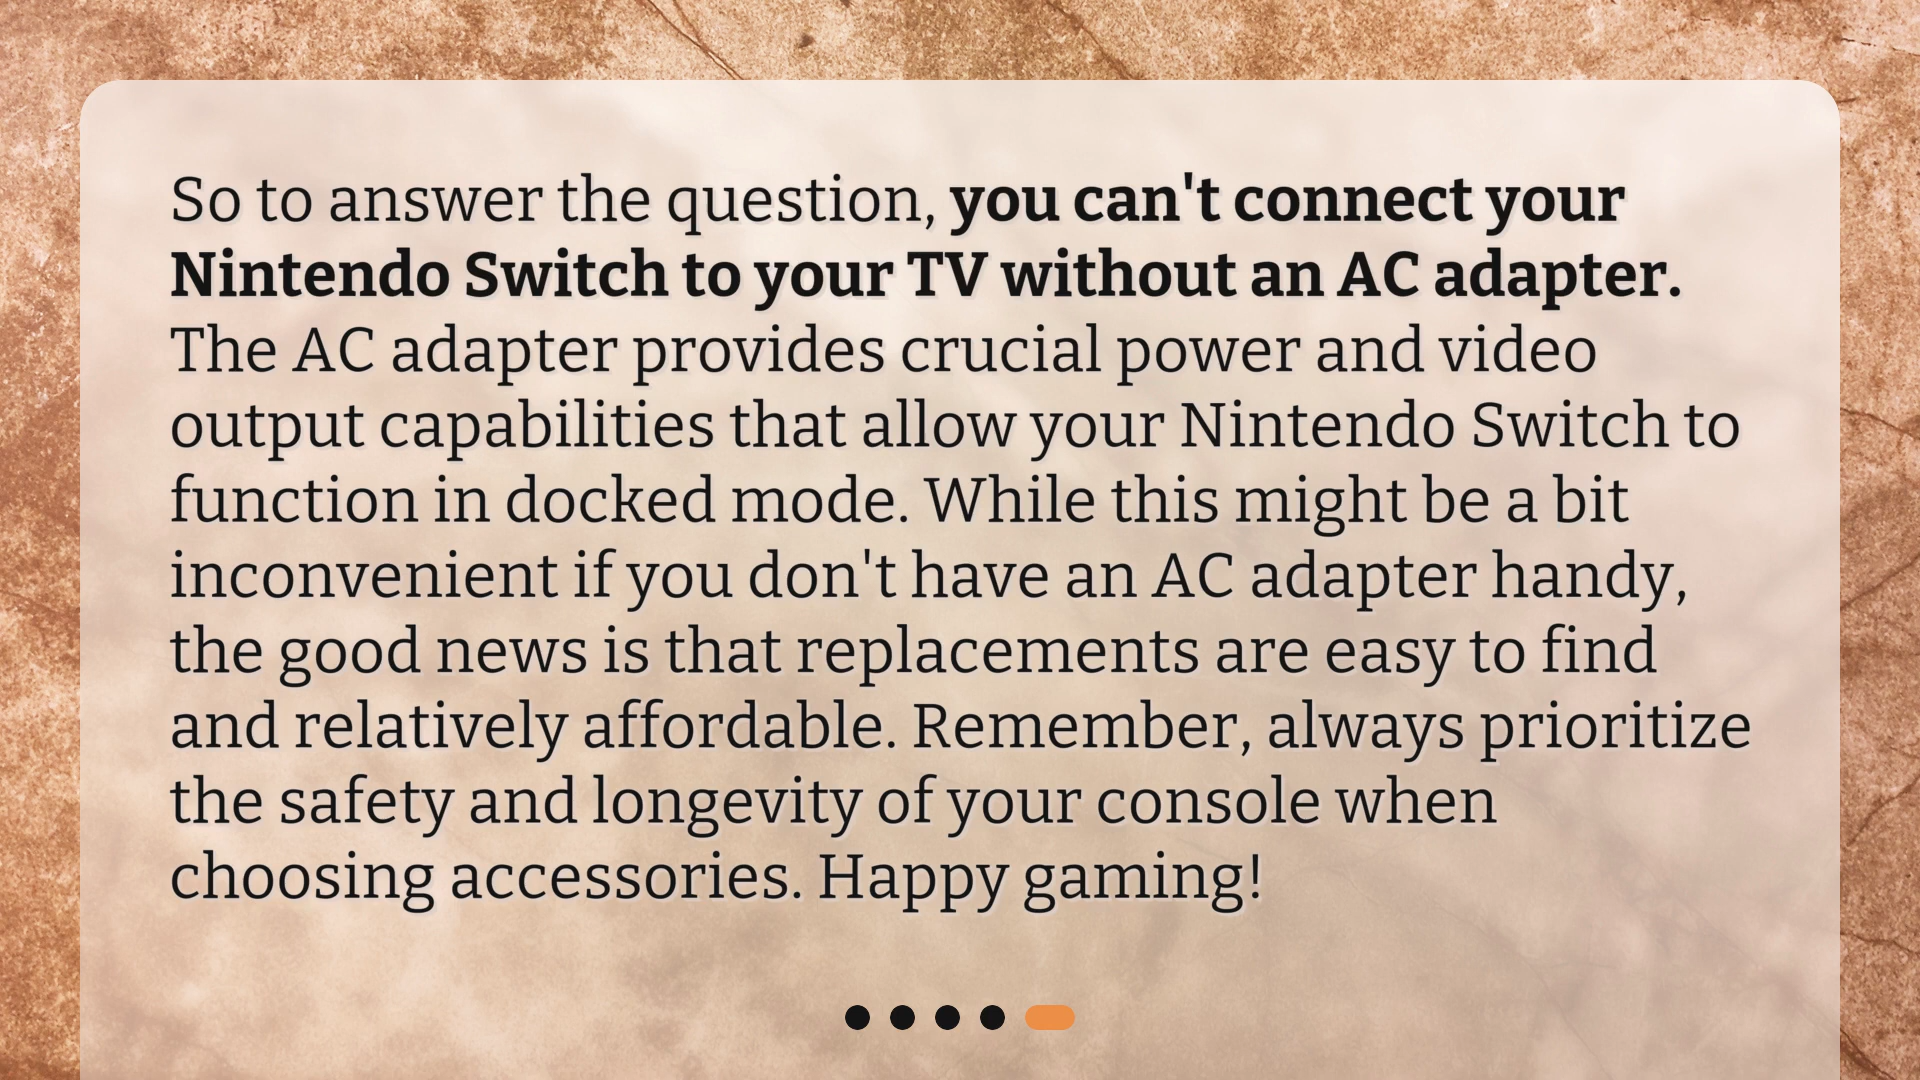 So to answer the question, you can't connect your
Nintendo Switch to your TV without an AC adapter.
The AC adapter provides crucial power and video
output capabilities that allow your Nintendo Switch to
function in docked mode. While this might be a bit
inconvenient if you don't have an AC adapter handy,
the good news is that replacements are easy to find
and relatively affordable. Remember, always prioritize
the safety and longevity of your console when
choosing accessories. Happy gaming!